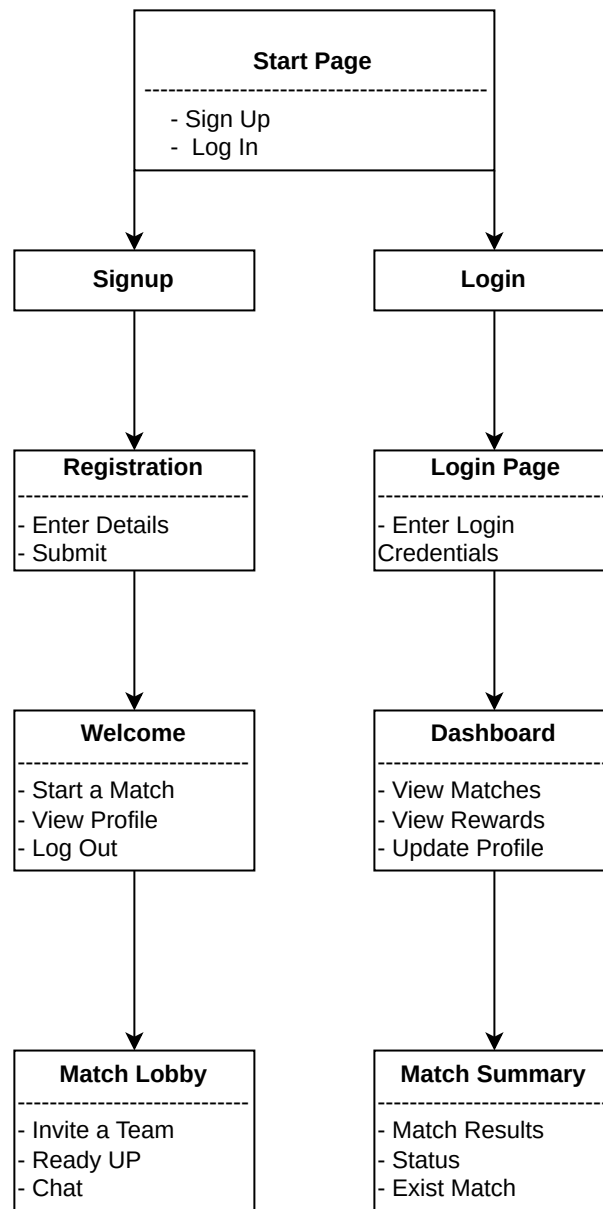 Start Page
- Sign Up
- Log In
Signup
Login
Registration
- Enter Details
- Submit
Login Page
- Enter Login
Credentials
Welcome
- Start a Match
- View Profile
- Log Out
Dashboard
- View Matches
- View Rewards
- Update Profile
Match Lobby
- Invite a Team
- Ready UP
- Chat
Match Summary
- Match Results
- Status
- Exist Match